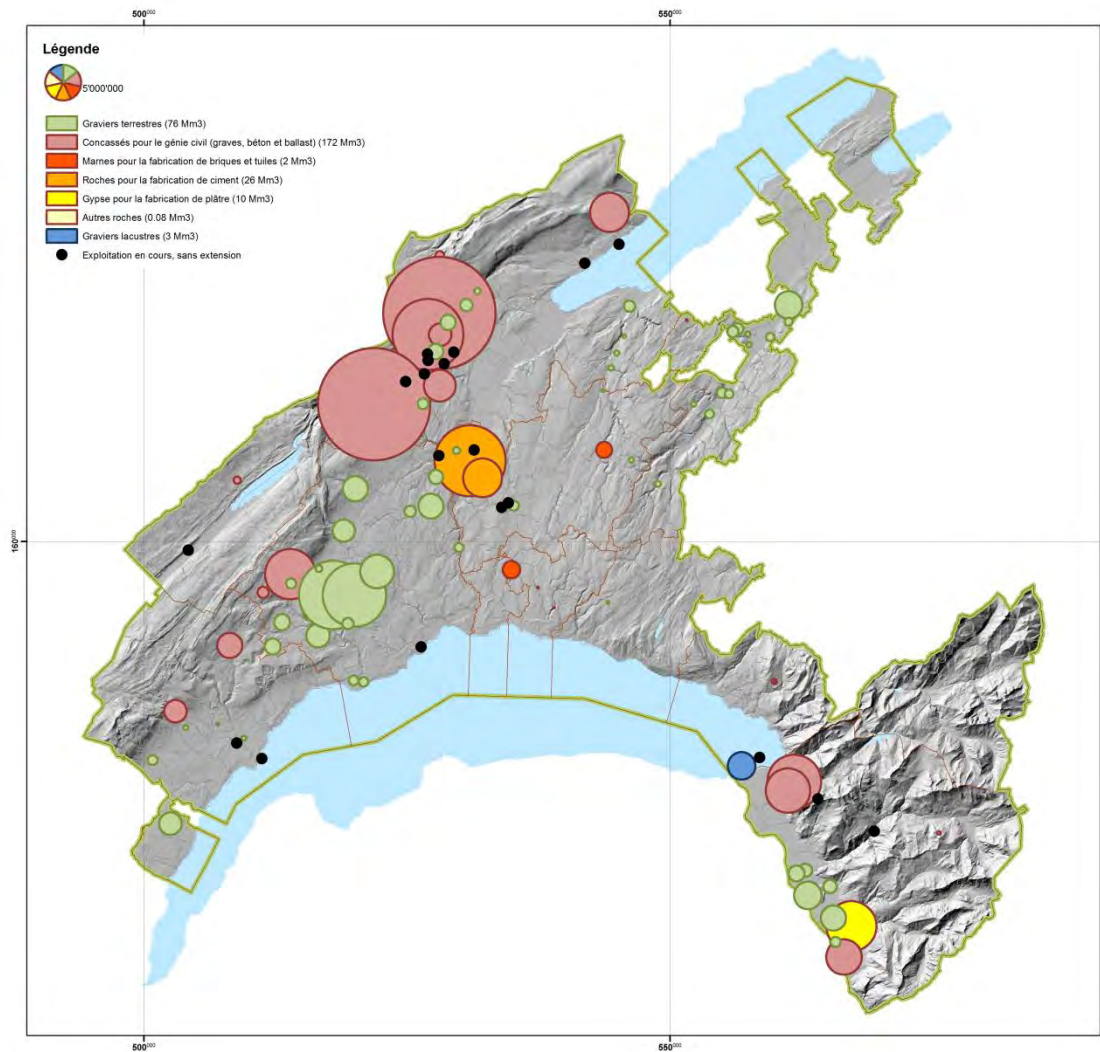 500⁰⁰⁰ 550⁰⁰⁰
Légende
5'000'000
Graviers terrestres (76 Mm3)
Concassés pour le génie civil (graves, béton et ballast) (172 Mm3)
Marnes pour la fabrication de briques et tuiles (2 Mm3)
Roches pour la fabrication de ciment (26 Mm3)
Gypse pour la fabrication de plâtre (10 Mm3)
Autres roches (0.08 Mm3)
Graviers lacustres (3 Mm3)
Exploitation en cours, sans extension
160⁰⁰⁰
500⁰⁰⁰ 550⁰⁰⁰